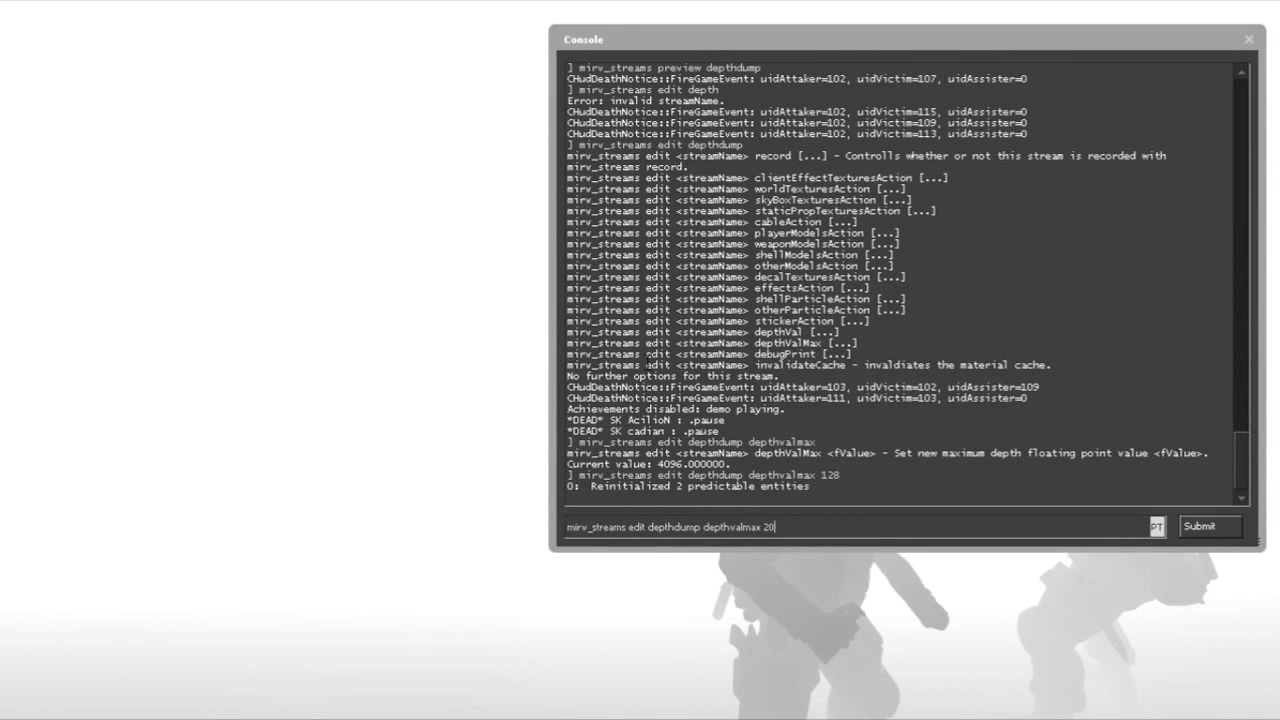 Console
] mirv_streams preview depthdump
CHudDeathNotice::FireGameEvent: uidAttaker=102, uidVictim=107, uidAssister=0
] mirv_streams edit depth
Error: invalid streamName.
CHudDeathNotice::FireGameEvent: uidAttaker=102, uidVictim=115, uidAssister=0
CHudDeathNotice::FireGameEvent: uidAttaker=102, uidVictim=109, uidAssister=0
CHudDeathNotice::FireGameEvent: uidAttaker=102, uidVictim=113, uidAssister=0
] mirv_streams edit depthdump
mirv_streams edit <streamName> record [...] - Controlls whether or not this stream is recorded with
mirv_streams record.
mirv_streams edit <streamName> clientEffectTexturesAction [...]
mirv_streams edit <streamName> worldTexturesAction [...]
mirv_streams edit <streamName> skyBoxTexturesAction [...]
mirv_streams edit <streamName> staticPropTexturesAction [...]
mirv_streams edit <streamName> cableAction [...]
mirv_streams edit <streamName> playerModelsAction [...]
mirv_streams edit <streamName> weaponModelsAction [...]
mirv_streams edit <streamName> shellModelsAction [...]
mirv_streams edit <streamName> otherModelsAction [...]
mirv_streams edit <streamName> decalTexturesAction [...]
mirv_streams edit <streamName> effectsAction [...]
mirv_streams edit <streamName> shellParticleAction [...]
mirv_streams edit <streamName> otherParticleAction [...]
mirv_streams edit <streamName> stickerAction [...]
mirv_streams edit <streamName> depthVal [...]
mirv_streams edit <streamName> depthValMax [...]
mirv_streams edit <streamName> debugPrint [...]
mirv_streams edit <streamName> invalidateCache - invaldiates the material cache.
No further options for this stream.
CHudDeathNotice::FireGameEvent: uidAttaker=103, uidVictim=102, uidAssister=109
CHudDeathNotice::FireGameEvent: uidAttaker=111, uidVictim=103, uidAssister=0
Achievements disabled: demo playing.
*DEAD* SK AcilioN : .pause
*DEAD* SK cadian : .pause
] mirv_streams edit depthdump depthvalmax
mirv_streams edit <streamName> depthValMax <fValue> - Set new maximum depth floating point value <fValue>.
Current value: 4096.000000.
] mirv_streams edit depthdump depthvalmax 128
0:  Reinitialized 2 predictable entities
mirv_streams edit depthdump depthvalmax 20
PT
Submit